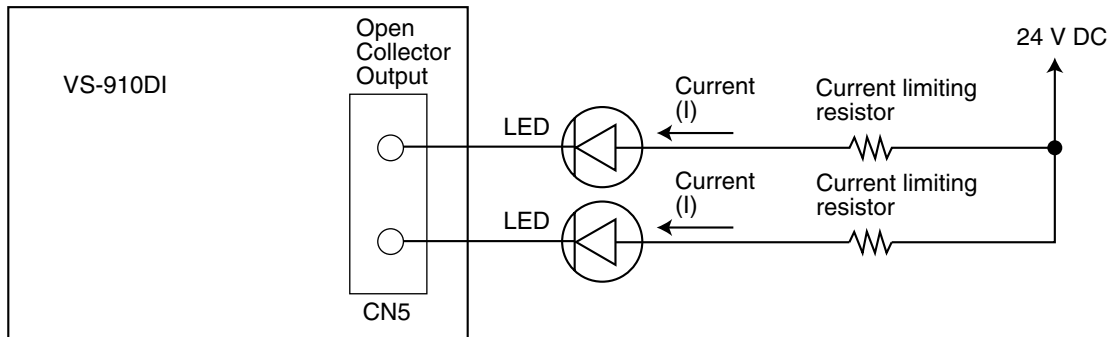 Open
Collector
Output
VS-910DI
24 V DC
Current
(I)
Current limiting
resistor
LED
Current
(I)
Current limiting
resistor
LED
CN5